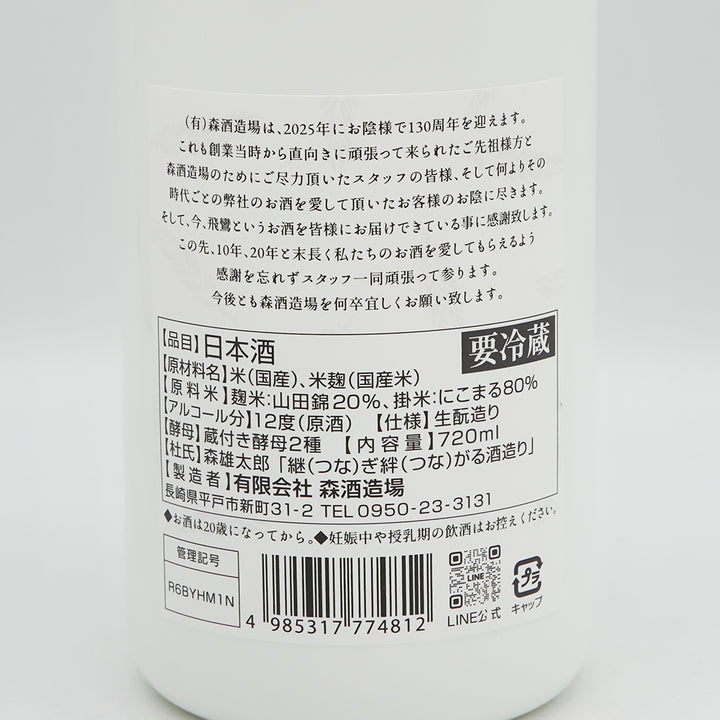 (有)森酒造場は、2025年にお陰様で130周年を迎えます。
これも創業当時から直向きに頑張って来られたご先祖様方と
森酒造場のためにご尽力頂いたスタッフの皆様、そして何よりその
時代ごとの弊社のお酒を愛して頂いたお客様のお陰に尽きます。
そして、今、飛鸞というお酒を皆様にお届けできている事に感謝致します。
この先、10年、20年と末長く私たちのお酒を愛してもらえるよう
感謝を忘れずスタッフ一同頑張って参ります。
今後とも森酒造場を何卒宜しくお願い致します。
【品目】日本酒
要冷蔵
【原材料名】米(国産)、米麹(国産米)
【原料米】麹米:山田錦20%、掛米:にこまる80%
【アルコール分】12度(原酒) 【仕様】生酛造り
【酵母】蔵付き酵母2種 【内容量】720ml
【杜氏】森雄太郎「継(つな)ぎ絆(つな)がる酒造り」
【製造者】有限会社 森酒造場
長崎県平戸市新町31-2 TEL 0950-23-3131
◆お酒は20歳になってから。◆妊娠中や授乳期の飲酒はお控えください。
管理記号
R6BYHM1N
4 985317 774812
LINE
LINE公式
プラ
キャップ